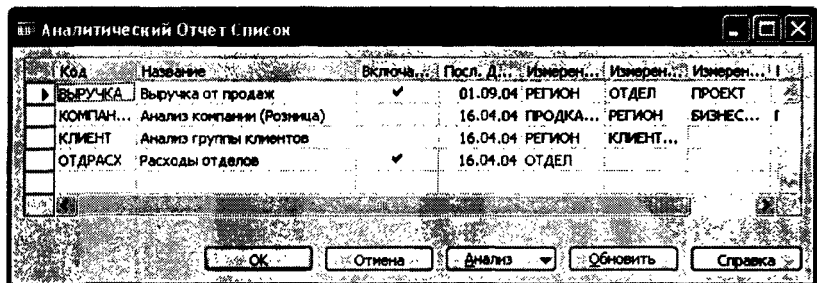 Аналитический Отчет Список
Код Название Включа... Посл. Д... Измерен... Измерен... Измерен...
ВЫРУЧКА Выручка от продаж ✔ 01.09.04 РЕГИОН ОТДЕЛ ПРОЕКТ
КОМПАН... Анализ компании (Розница) 16.04.04 ПРОДКА... РЕГИОН БИЗНЕС...
КЛИЕНТ Анализ группы клиентов 16.04.04 РЕГИОН КЛИЕНТ...
ОТДРАСХ Расходы отделов ✔ 16.04.04 ОТДЕЛ
ОК Отмена Анализ Обновить Справка